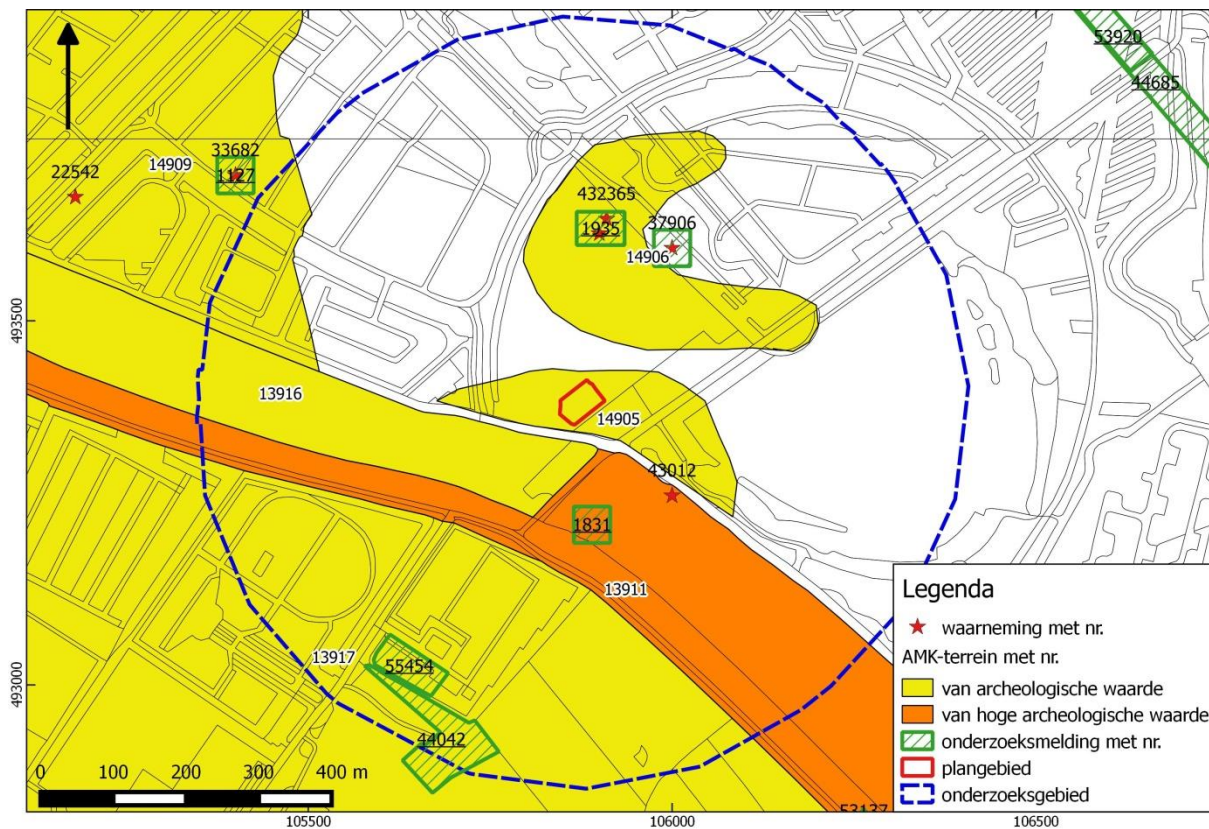 53920
44685
33682
14909
1127
22542
432365
1935
37906
14906
493500
13916
14905
43012
1831
13911
13917
55454
493000
44042
53137
0 100 200 300 400 m
105500 106000 106500
Legenda
waarneming met nr.
AMK-terrein met nr.
van archeologische waarde
van hoge archeologische waarde
onderzoeksmelding met nr.
plangebied
onderzoeksgebied